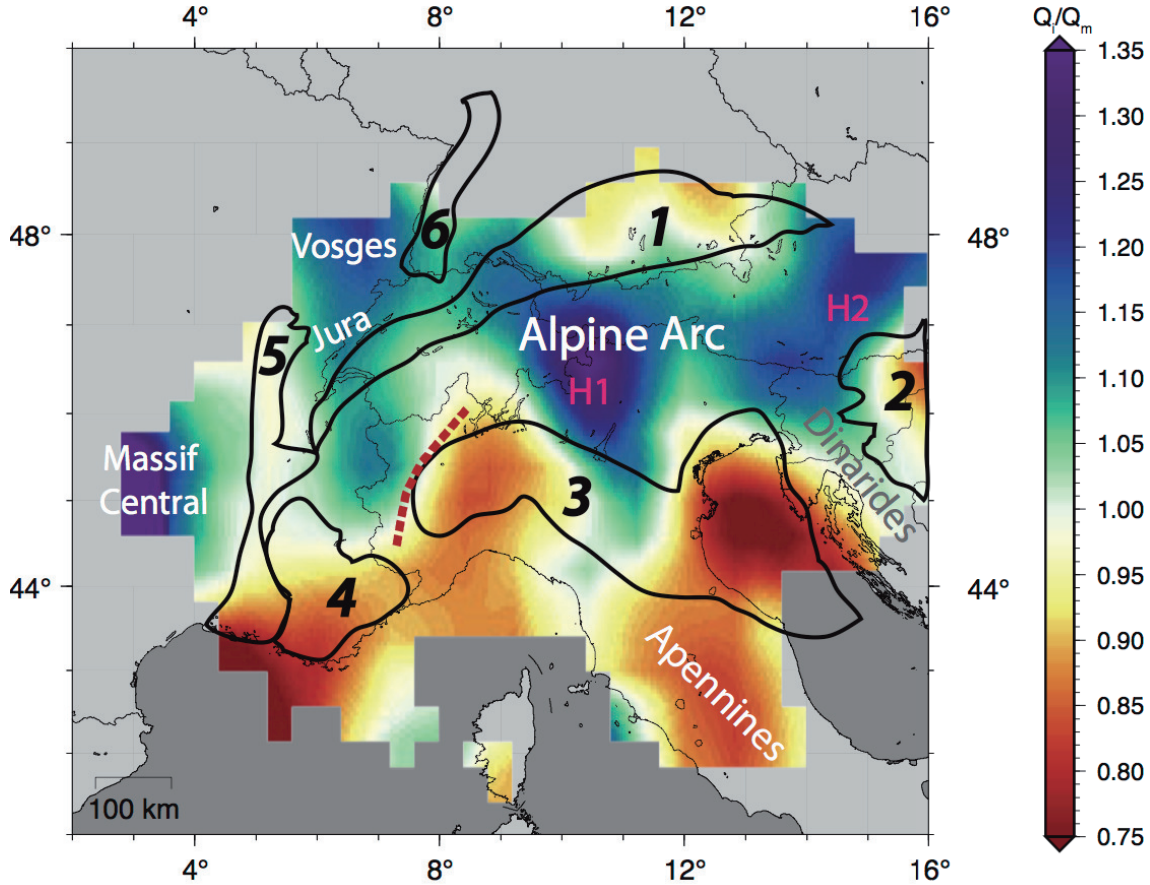 4° 8° 12° 16°
Qi/Qm
1.35
1.30
1.25
1.20
1.15
1.10
1.05
1.00
0.95
0.90
0.85
0.80
0.75
48° 48°
6
1
Vosges
H2
Jura
Alpine Arc
5
2
H1
Dinarides
Massif
Central
3
44° 44°
4
Apennines
100 km
4° 8° 12° 16°